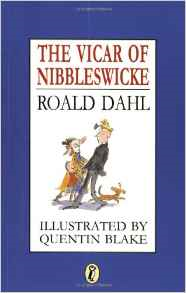 THE VICAR OF
NIBBLESWICKE
ROALD DAHL
ILLUSTRATED BY
QUENTIN BLAKE